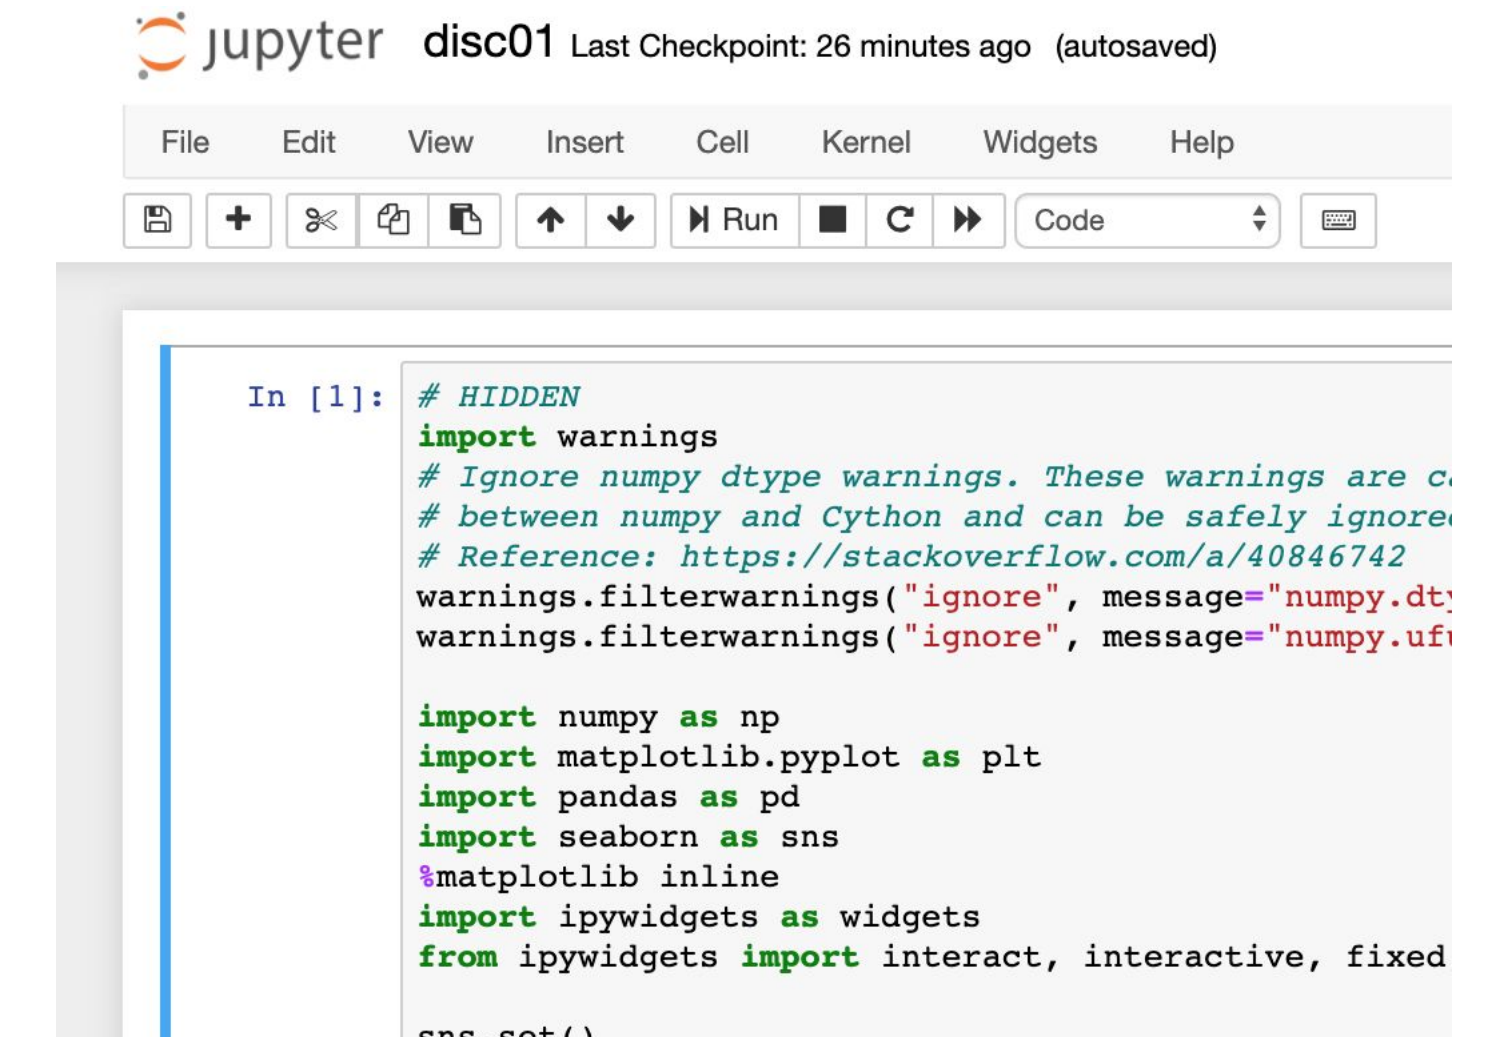 jupyter disc01 Last Checkpoint: 26 minutes ago (autosaved)
File Edit View Insert Cell Kernel Widgets Help
Run Code
In [1]: # HIDDEN
import warnings
# Ignore numpy dtype warnings. These warnings are
# between numpy and Cython and can be safely
# Reference: https://stackoverflow.com/a/40846742
warnings.filterwarnings("ignore", message="numpy.
warnings.filterwarnings("ignore", message="numpy.
import numpy as np
import matplotlib.pyplot as plt
import pandas as pd
import seaborn as sns
%matplotlib inline
import ipywidgets as widgets
from ipywidgets import interact, interactive, fixed
sns.set()